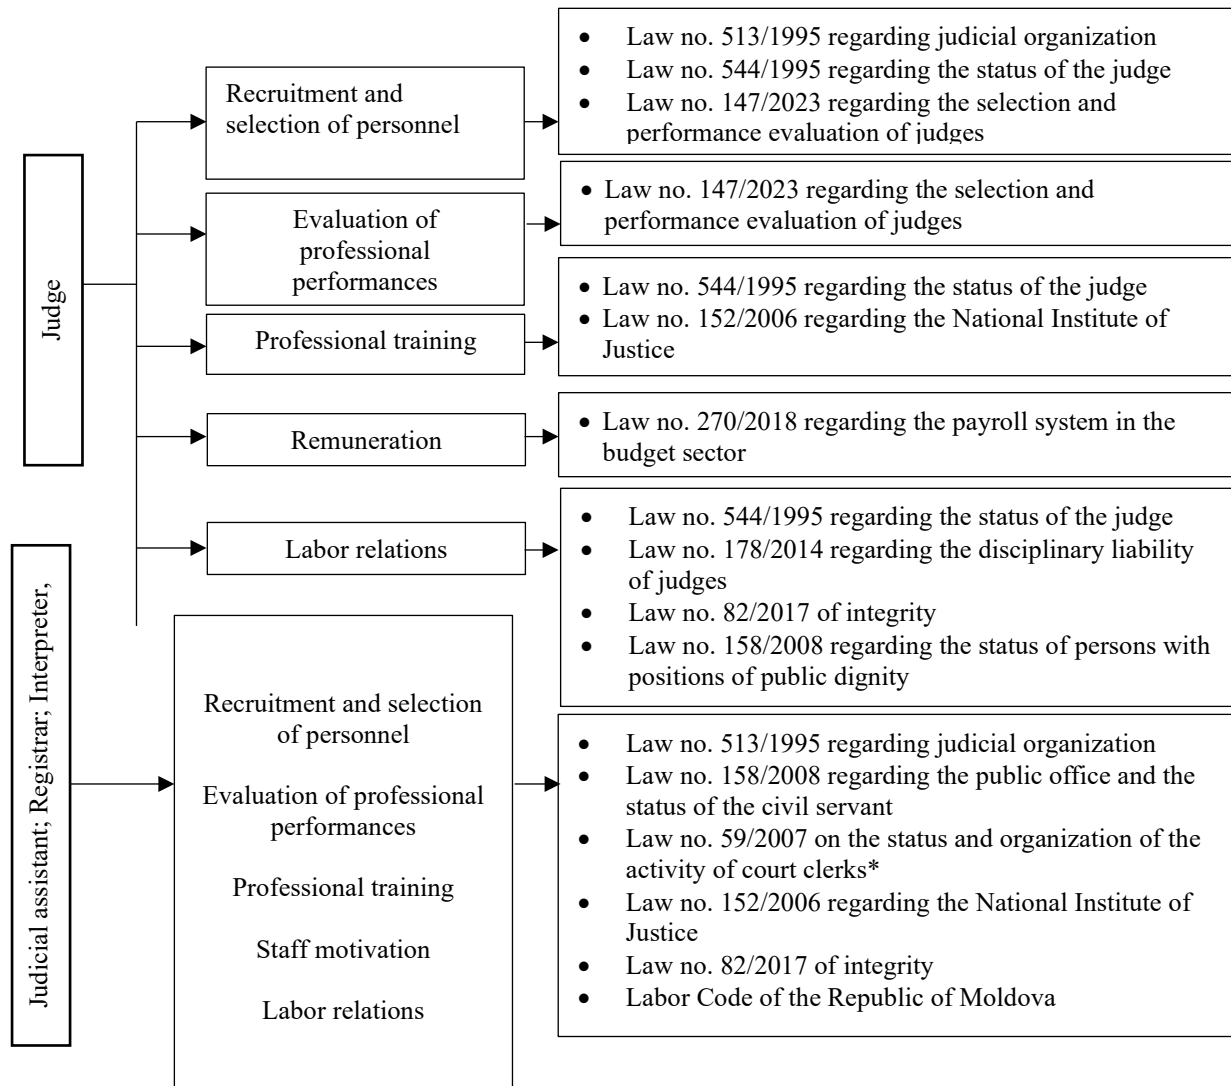 Judge
Recruitment and
selection of personnel
• Law no. 513/1995 regarding judicial organization
• Law no. 544/1995 regarding the status of the judge
• Law no. 147/2023 regarding the selection and
performance evaluation of judges
Evaluation of
professional
performances
• Law no. 147/2023 regarding the selection and
performance evaluation of judges
Professional training
• Law no. 544/1995 regarding the status of the judge
• Law no. 152/2006 regarding the National Institute of
Justice
Remuneration
• Law no. 270/2018 regarding the payroll system in the
budget sector
Labor relations
• Law no. 544/1995 regarding the status of the judge
• Law no. 178/2014 regarding the disciplinary liability
of judges
• Law no. 82/2017 of integrity
• Law no. 158/2008 regarding the status of persons with
positions of public dignity
Judicial assistant; Registrar; Interpreter,
Recruitment and selection
of personnel
Evaluation of professional
performances
Professional training
Staff motivation
Labor relations
• Law no. 513/1995 regarding judicial organization
• Law no. 158/2008 regarding the public office and the
status of the civil servant
• Law no. 59/2007 on the status and organization of the
activity of court clerks*
• Law no. 152/2006 regarding the National Institute of
Justice
• Law no. 82/2017 of integrity
• Labor Code of the Republic of Moldova